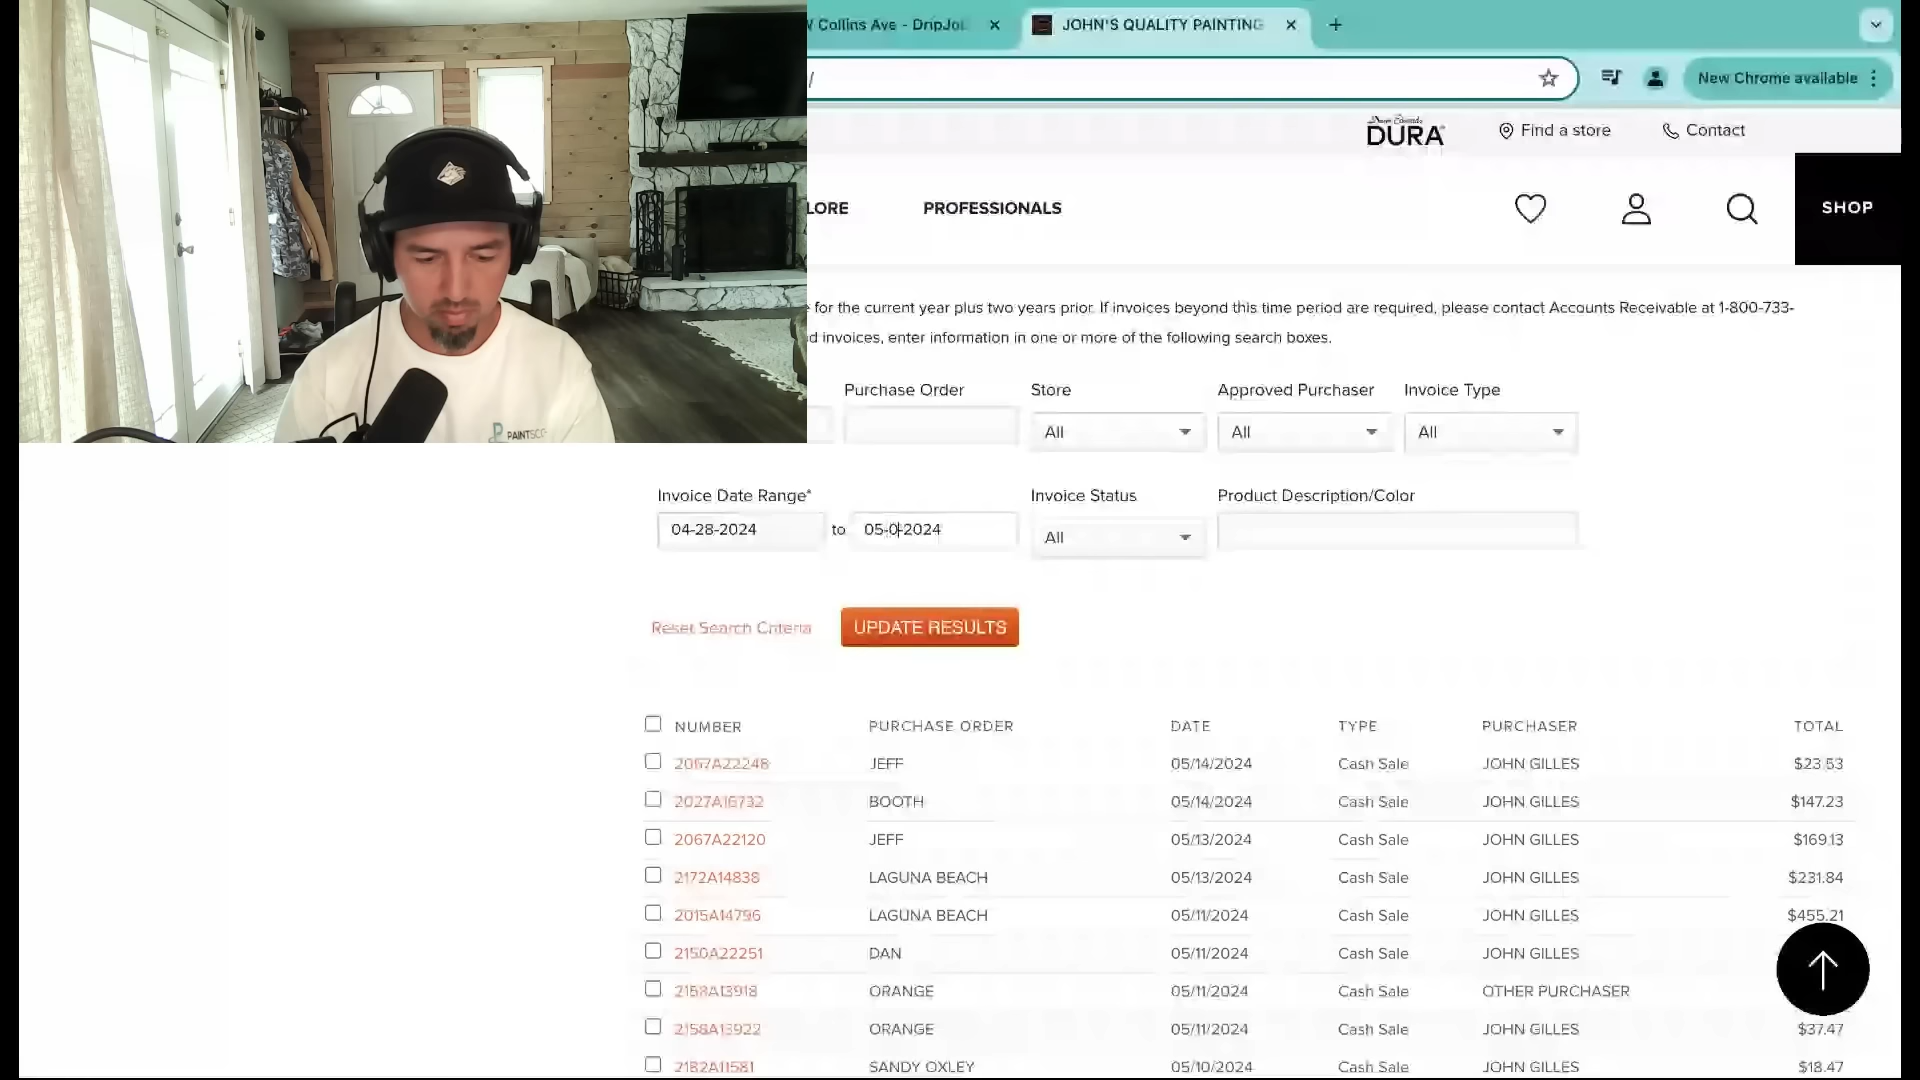 Collins Ave - DripJo
JOHN'S QUALITY PAINTING
/
New Chrome available
DURA
Find a store
Contact
LORE
PROFESSIONALS
SHOP
for the current year plus two years prior. If invoices beyond this time period are required, please contact Accounts Receivable at 1-800-733-
d invoices, enter information in one or more of the following search boxes.
Purchase Order
Store
Approved Purchaser
Invoice Type
All
All
All
PAINTSCO
Invoice Date Range*
Invoice Status
Product Description/Color
04-28-2024 to 05-0-2024
All
Reset Search Criteria
UPDATE RESULTS
NUMBER PURCHASE ORDER DATE TYPE PURCHASER TOTAL
2067A22248 JEFF 05/14/2024 Cash Sale JOHN GILLES $23.53
2027A16732 BOOTH 05/14/2024 Cash Sale JOHN GILLES $147.23
2067A22120 JEFF 05/13/2024 Cash Sale JOHN GILLES $169.13
2172A14838 LAGUNA BEACH 05/13/2024 Cash Sale JOHN GILLES $231.84
2015A14796 LAGUNA BEACH 05/11/2024 Cash Sale JOHN GILLES $455.21
2150A22251 DAN 05/11/2024 Cash Sale JOHN GILLES
2158A13918 ORANGE 05/11/2024 Cash Sale OTHER PURCHASER
2158A13922 ORANGE 05/11/2024 Cash Sale JOHN GILLES $37.47
2182A11581 SANDY OXLEY 05/10/2024 Cash Sale JOHN GILLES $18.47